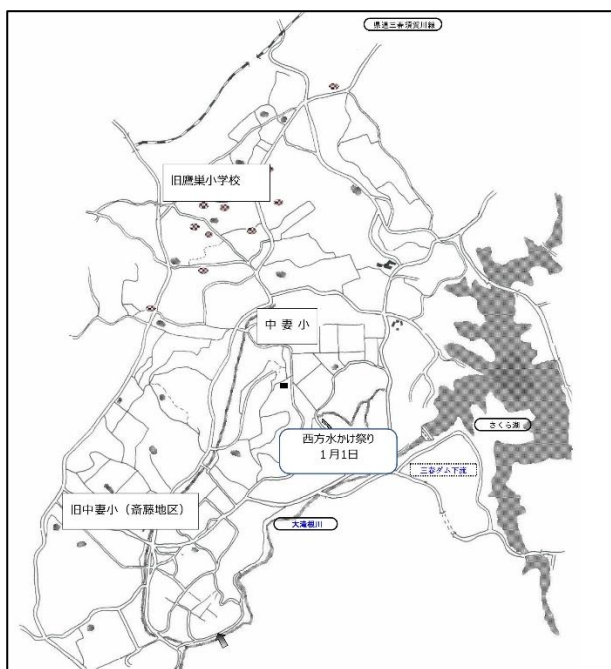 県道三春須賀川線
旧鷹巣小学校
中 妻 小
西方水かけ祭り
1月1日
さくら湖
三春ダム下流
旧中妻小（斎藤地区）
大滝根川